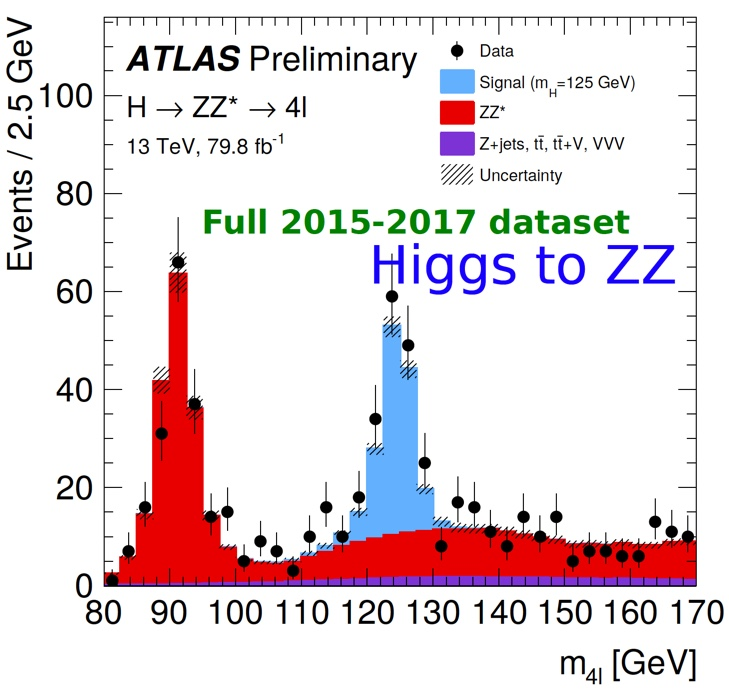 ATLAS Preliminary
H → ZZ* → 4l
13 TeV, 79.8 fb⁻¹
Data
Signal (m_H=125 GeV)
ZZ*
Z+jets, tt̄, tt̄+V, VVV
Uncertainty
Full 2015-2017 dataset
Higgs to ZZ
Events / 2.5 GeV
100
80
60
40
20
0
80 90 100 110 120 130 140 150 160 170
m_4l [GeV]